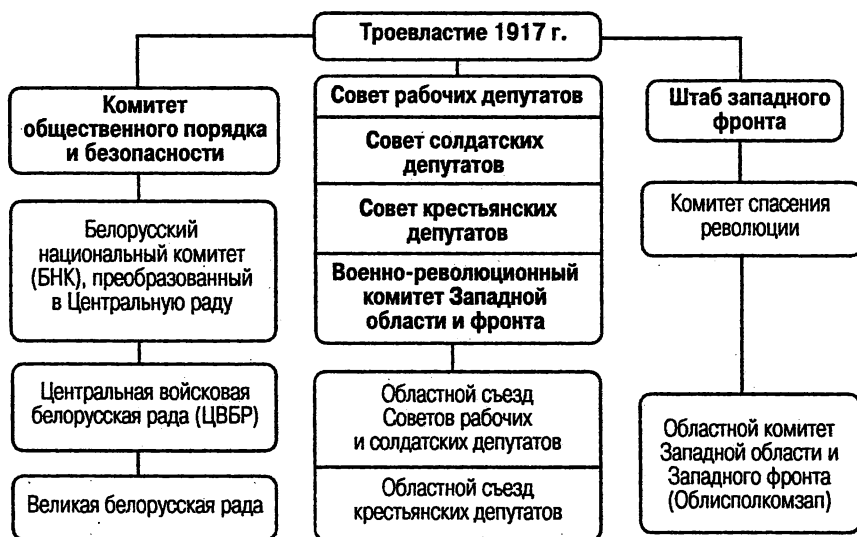 Троевластие 1917 г.
Комитет
общественного порядка
и безопасности
Белорусский
национальный комитет
(БНК), преобразованный
в Центральную раду
Центральная войсковая
белорусская рада (ЦВБР)
Великая белорусская рада
Совет рабочих депутатов
Совет солдатских
депутатов
Совет крестьянских
депутатов
Военно-революционный
комитет Западной
области и фронта
Областной съезд
Советов рабочих
и солдатских депутатов
Областной съезд
крестьянских депутатов
Штаб западного
фронта
Комитет спасения
революции
Областной комитет
Западной области и
Западного фронта
(Облисполкомзап)